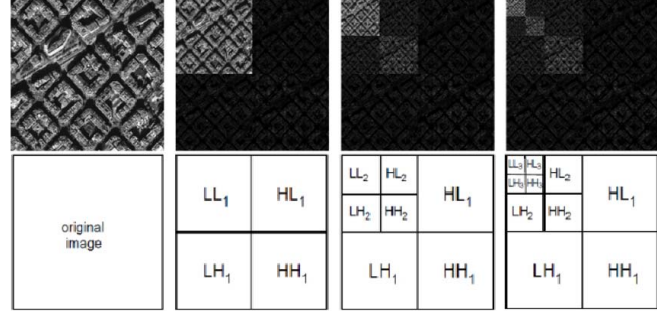 original
image
LL₁ HL₁
LH₁ HH₁
LL₂ HL₂
LH₂ HH₂
HL₁
LH₁ HH₁
LL₃ HL₃
LH₃ HH₃
HL₂
LH₂ HH₂
HL₁
LH₁ HH₁